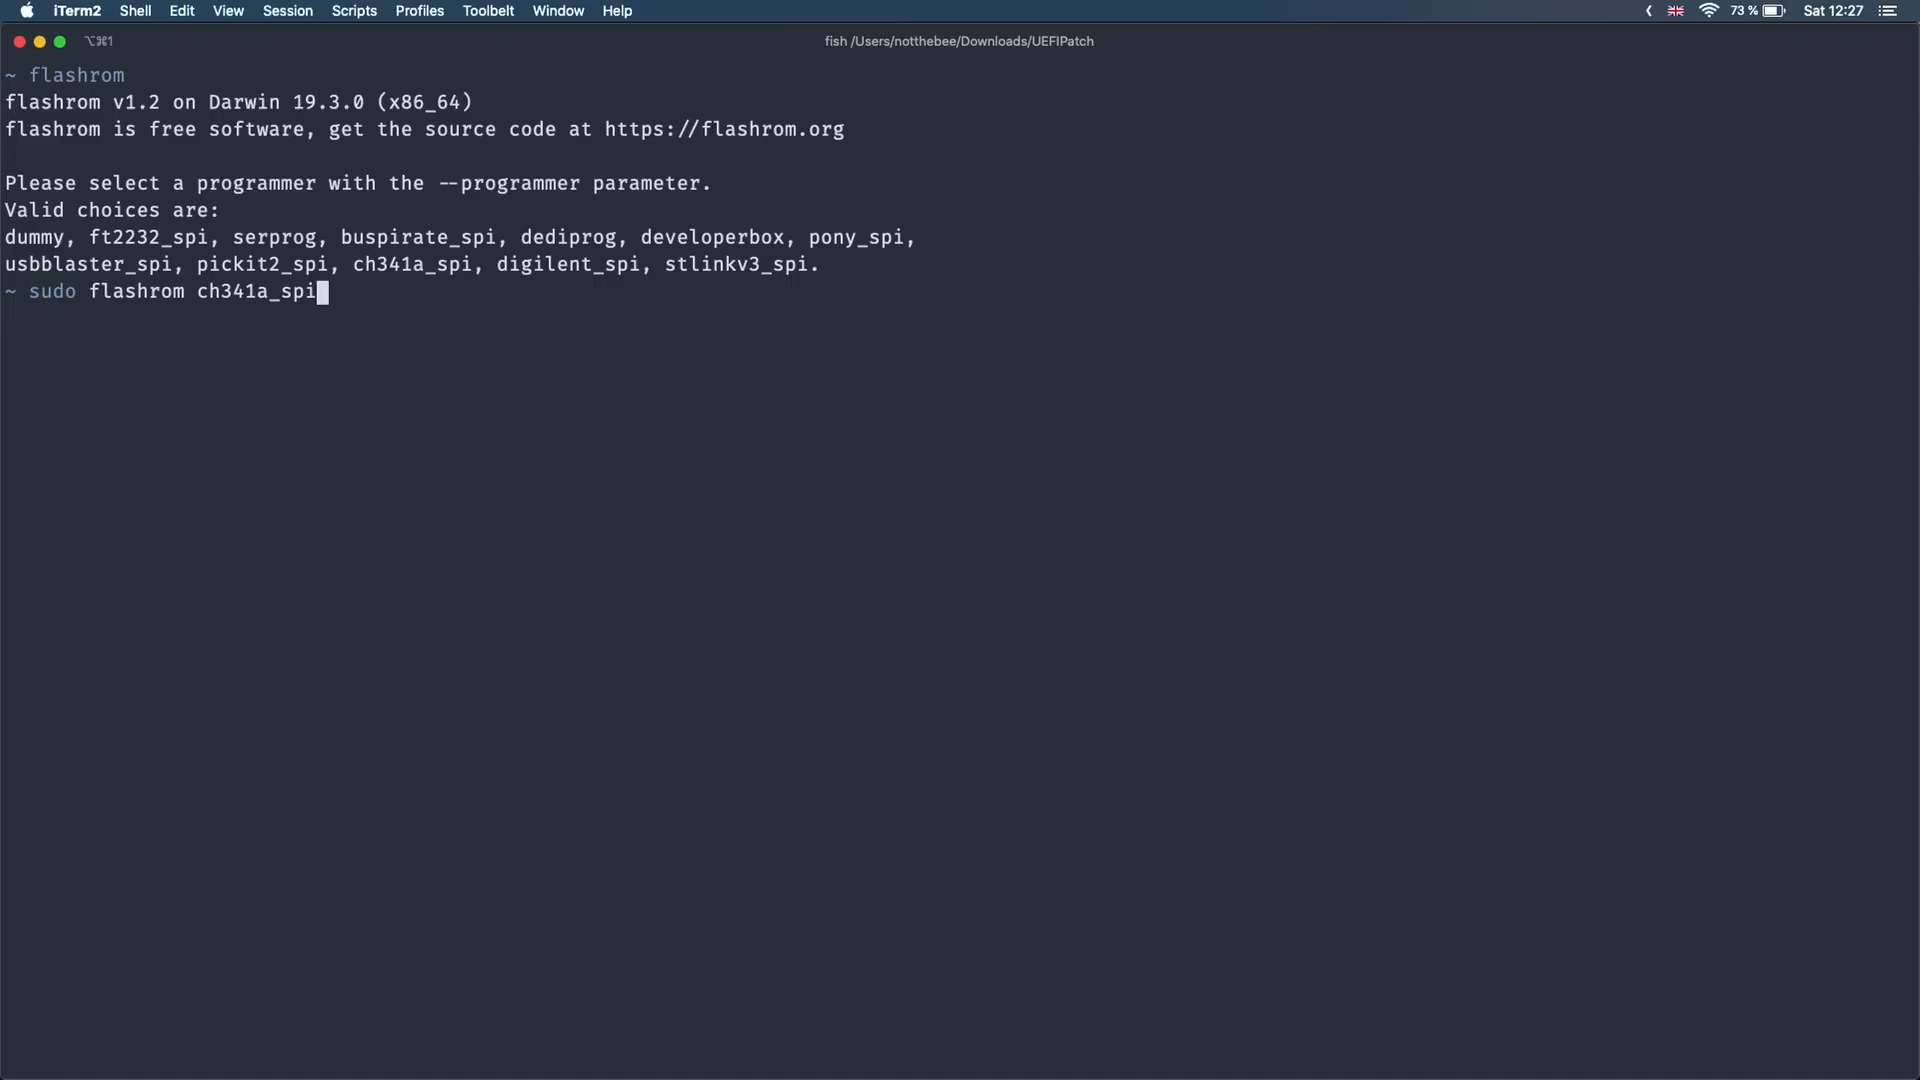 iTerm2 Shell Edit View Session Scripts Profiles Toolbelt Window Help 73 % Sat 12:27
⌥⌘1 fish /Users/notthebee/Downloads/UEFIPatch
~ flashrom
flashrom v1.2 on Darwin 19.3.0 (x86_64)
flashrom is free software, get the source code at https://flashrom.org
Please select a programmer with the --programmer parameter.
Valid choices are:
dummy, ft2232_spi, serprog, buspirate_spi, dediprog, developerbox, pony_spi,
usbblaster_spi, pickit2_spi, ch341a_spi, digilent_spi, stlinkv3_spi.
~ sudo flashrom ch341a_spi